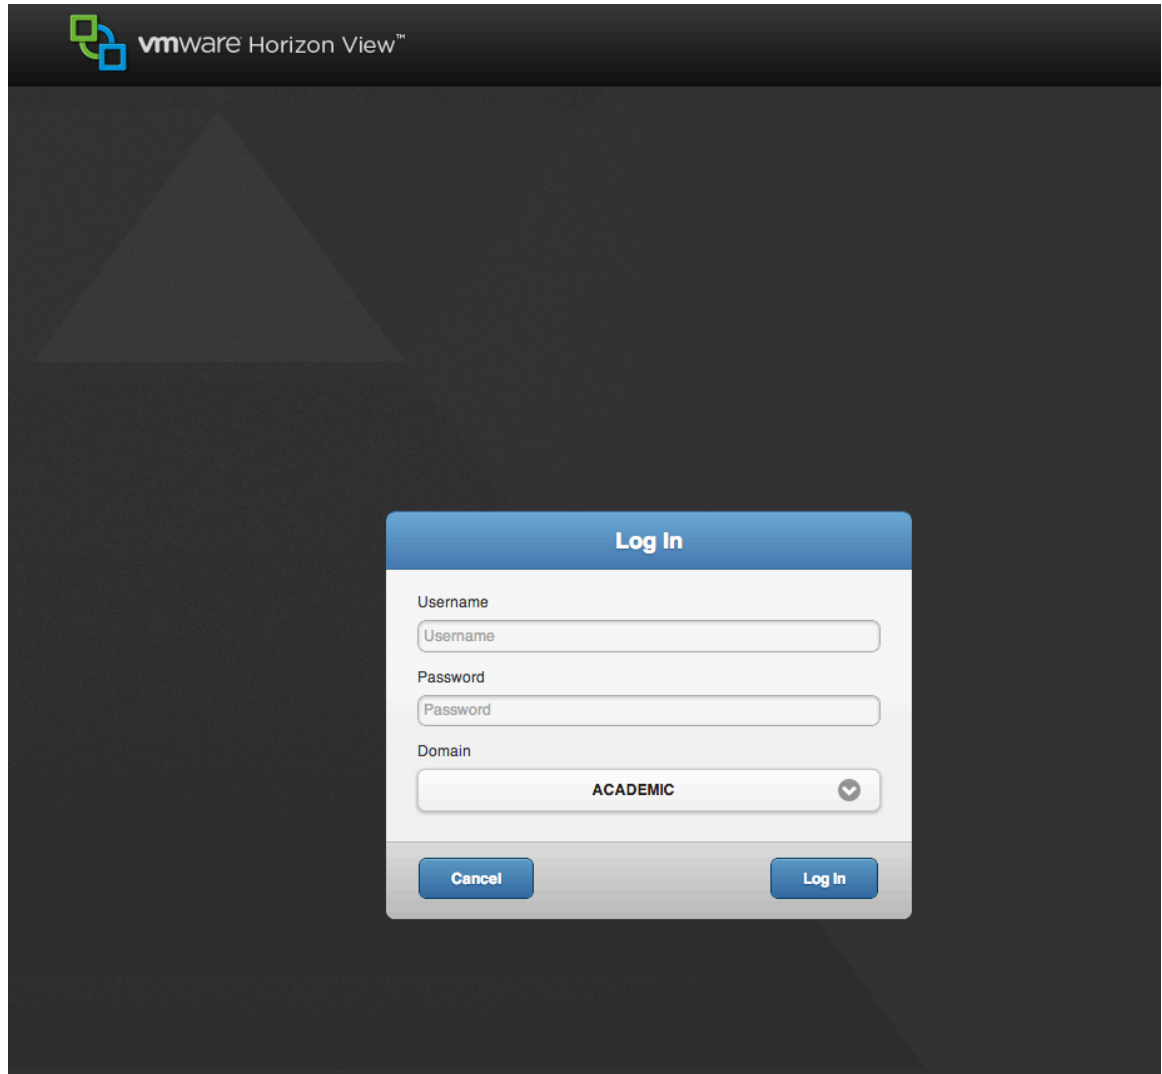 vmware Horizon View™
Log In
Username
Username
Password
Password
Domain
ACADEMIC
Cancel
Log In